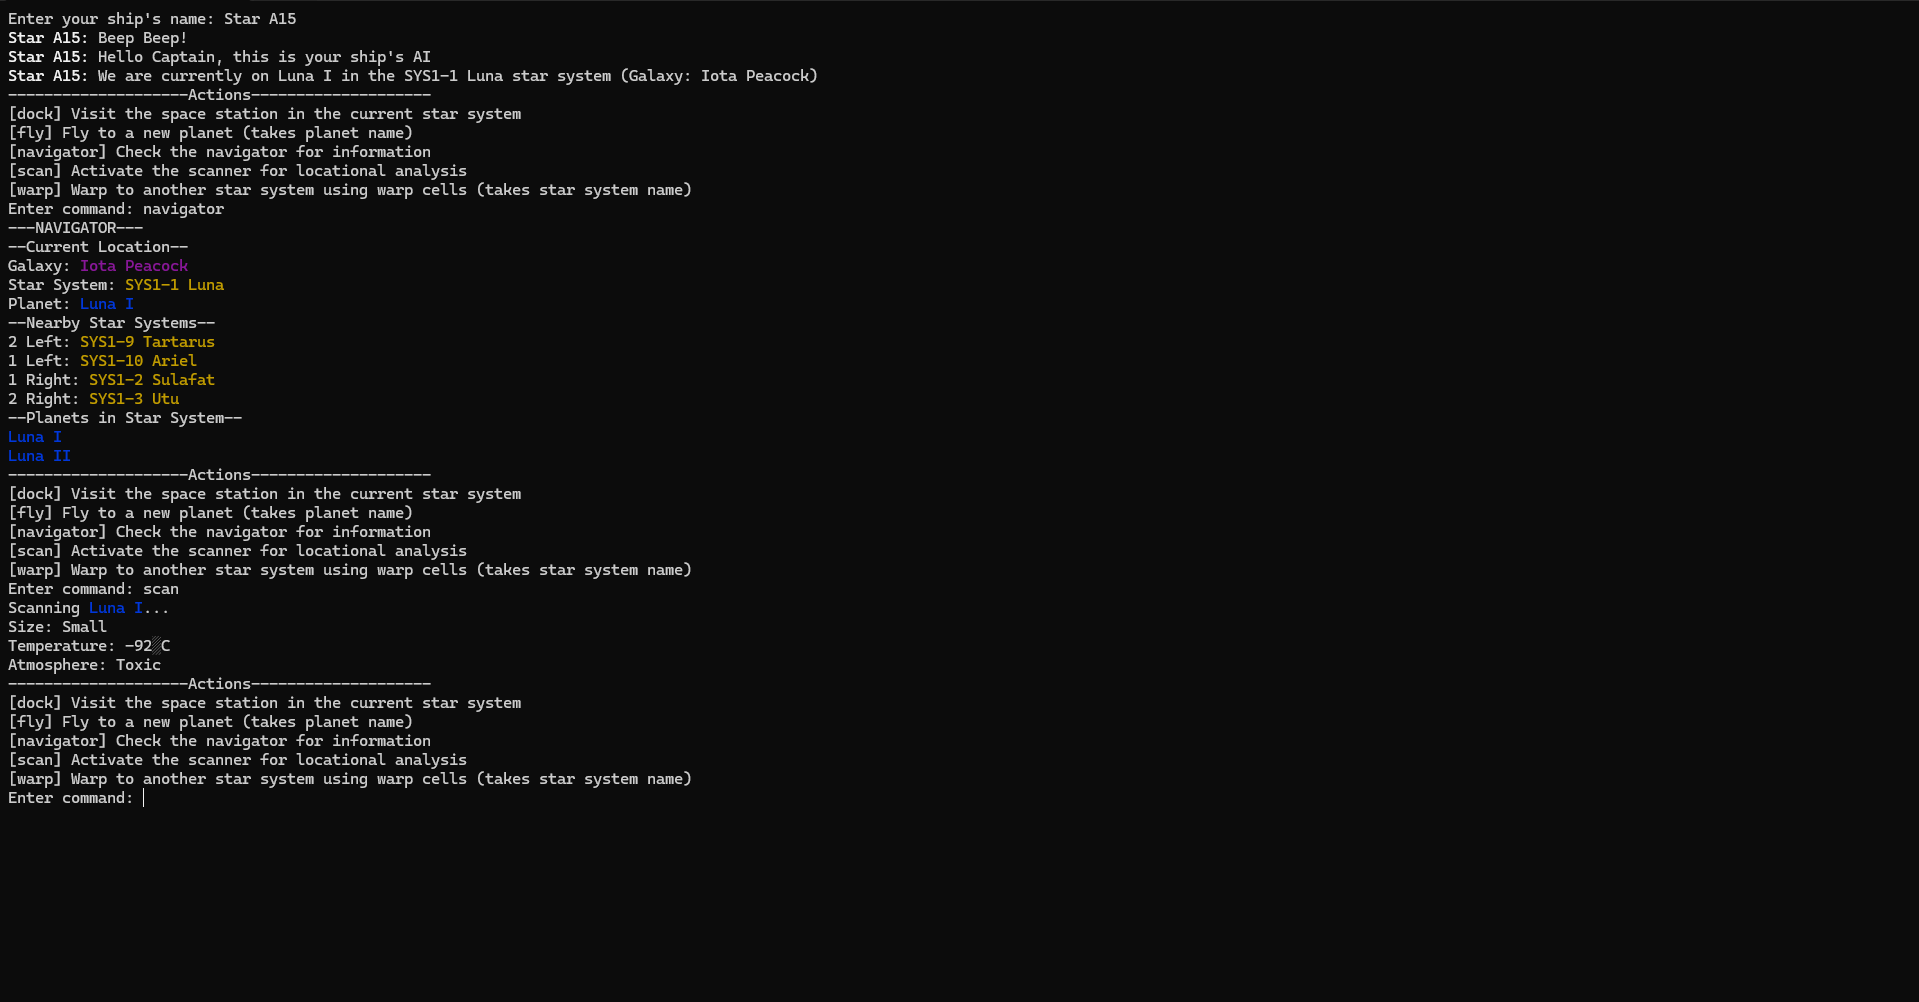 Enter your ship's name: Star A15
Star A15: Beep Beep!
Star A15: Hello Captain, this is your ship's AI
Star A15: We are currently on Luna I in the SYS1-1 Luna star system (Galaxy: Iota Peacock)
--------------------Actions--------------------
[dock] Visit the space station in the current star system
[fly] Fly to a new planet (takes planet name)
[navigator] Check the navigator for information
[scan] Activate the scanner for locational analysis
[warp] Warp to another star system using warp cells (takes star system name)
Enter command: navigator
---NAVIGATOR---
--Current Location--
Galaxy: Iota Peacock
Star System: SYS1-1 Luna
Planet: Luna I
--Nearby Star Systems--
2 Left: SYS1-9 Tartarus
1 Left: SYS1-10 Ariel
1 Right: SYS1-2 Sulafat
2 Right: SYS1-3 Utu
--Planets in Star System--
Luna I
Luna II
--------------------Actions--------------------
[dock] Visit the space station in the current star system
[fly] Fly to a new planet (takes planet name)
[navigator] Check the navigator for information
[scan] Activate the scanner for locational analysis
[warp] Warp to another star system using warp cells (takes star system name)
Enter command: scan
Scanning Luna I...
Size: Small
Temperature: -92▒C
Atmosphere: Toxic
--------------------Actions--------------------
[dock] Visit the space station in the current star system
[fly] Fly to a new planet (takes planet name)
[navigator] Check the navigator for information
[scan] Activate the scanner for locational analysis
[warp] Warp to another star system using warp cells (takes star system name)
Enter command: